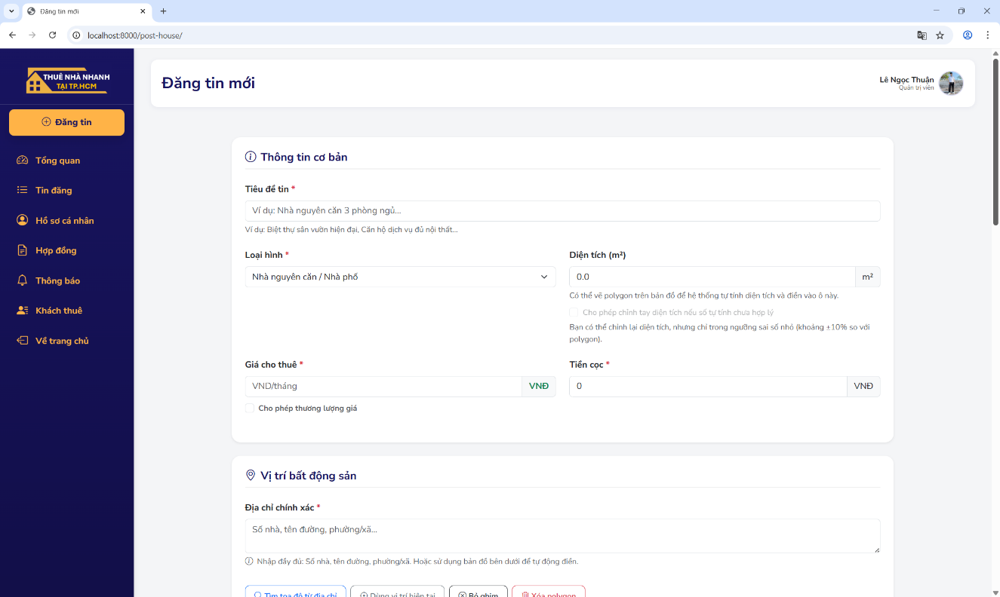 Đăng tin mới
localhost:8000/post-house/
THUÊ NHÀ NHANH
TẠI TP.HCM
Đăng tin
Tổng quan
Tin đăng
Hồ sơ cá nhân
Hợp đồng
Thông báo
Khách thuê
Về trang chủ
Đăng tin mới
Lê Ngọc Thuận
Quản trị viên
Thông tin cơ bản
Tiêu đề tin *
Ví dụ: Nhà nguyên căn 3 phòng ngủ...
Ví dụ: Biệt thự sân vườn hiện đại, Căn hộ dịch vụ đủ nội thất...
Loại hình *
Nhà nguyên căn / Nhà phố
Diện tích (m²)
0.0
m²
Có thể vẽ polygon trên bản đồ để hệ thống tự tính diện tích và điền vào ô này.
Cho phép chỉnh tay diện tích nếu số tự tính chưa hợp lý
Bạn có thể chỉnh lại diện tích, nhưng chỉ trong ngưỡng sai số nhỏ (khoảng ±10% so với
polygon).
Giá cho thuê *
VND/tháng
VNĐ
Cho phép thương lượng giá
Tiền cọc *
0
VNĐ
Vị trí bất động sản
Địa chỉ chính xác *
Số nhà, tên đường, phường/xã...
Nhập đầy đủ: Số nhà, tên đường, phường/xã. Hoặc sử dụng bản đồ bên dưới để tự động điền.
Tìm tọa độ từ địa chỉ
Dùng vị trí hiện tại
Bỏ ghim
Xóa polygon